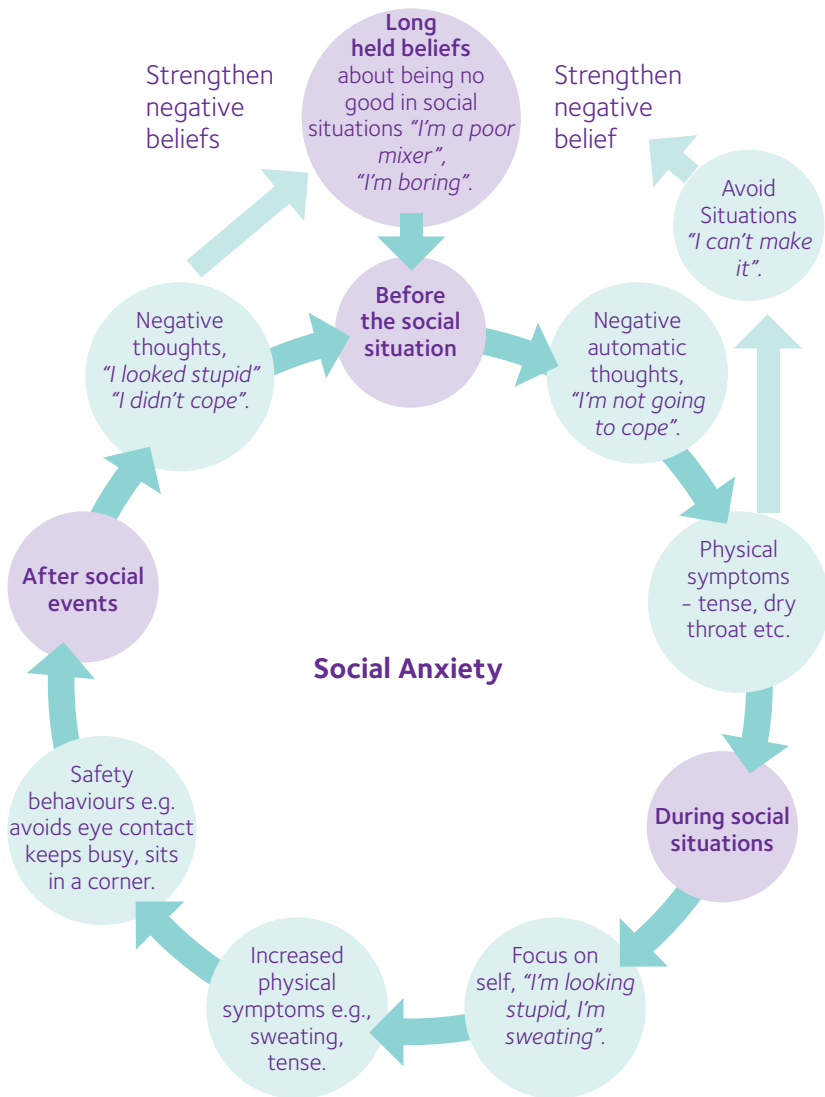 Long
held beliefs
about being no
good in social
situations “I’m a poor
mixer”,
“I’m boring”.
Strengthen
negative
beliefs
Strengthen
negative
belief
Avoid
Situations
“I can’t make
it”.
Before
the social
situation
Negative
automatic
thoughts,
“I’m not going
to cope”.
Physical
symptoms
– tense, dry
throat etc.
During social
situations
Focus on
self, “I’m looking
stupid, I’m
sweating”.
Increased
physical
symptoms e.g.,
sweating,
tense.
Safety
behaviours e.g.
avoids eye contact
keeps busy, sits
in a corner.
After social
events
Negative
thoughts,
“I looked stupid”
“I didn’t cope”.
Social Anxiety